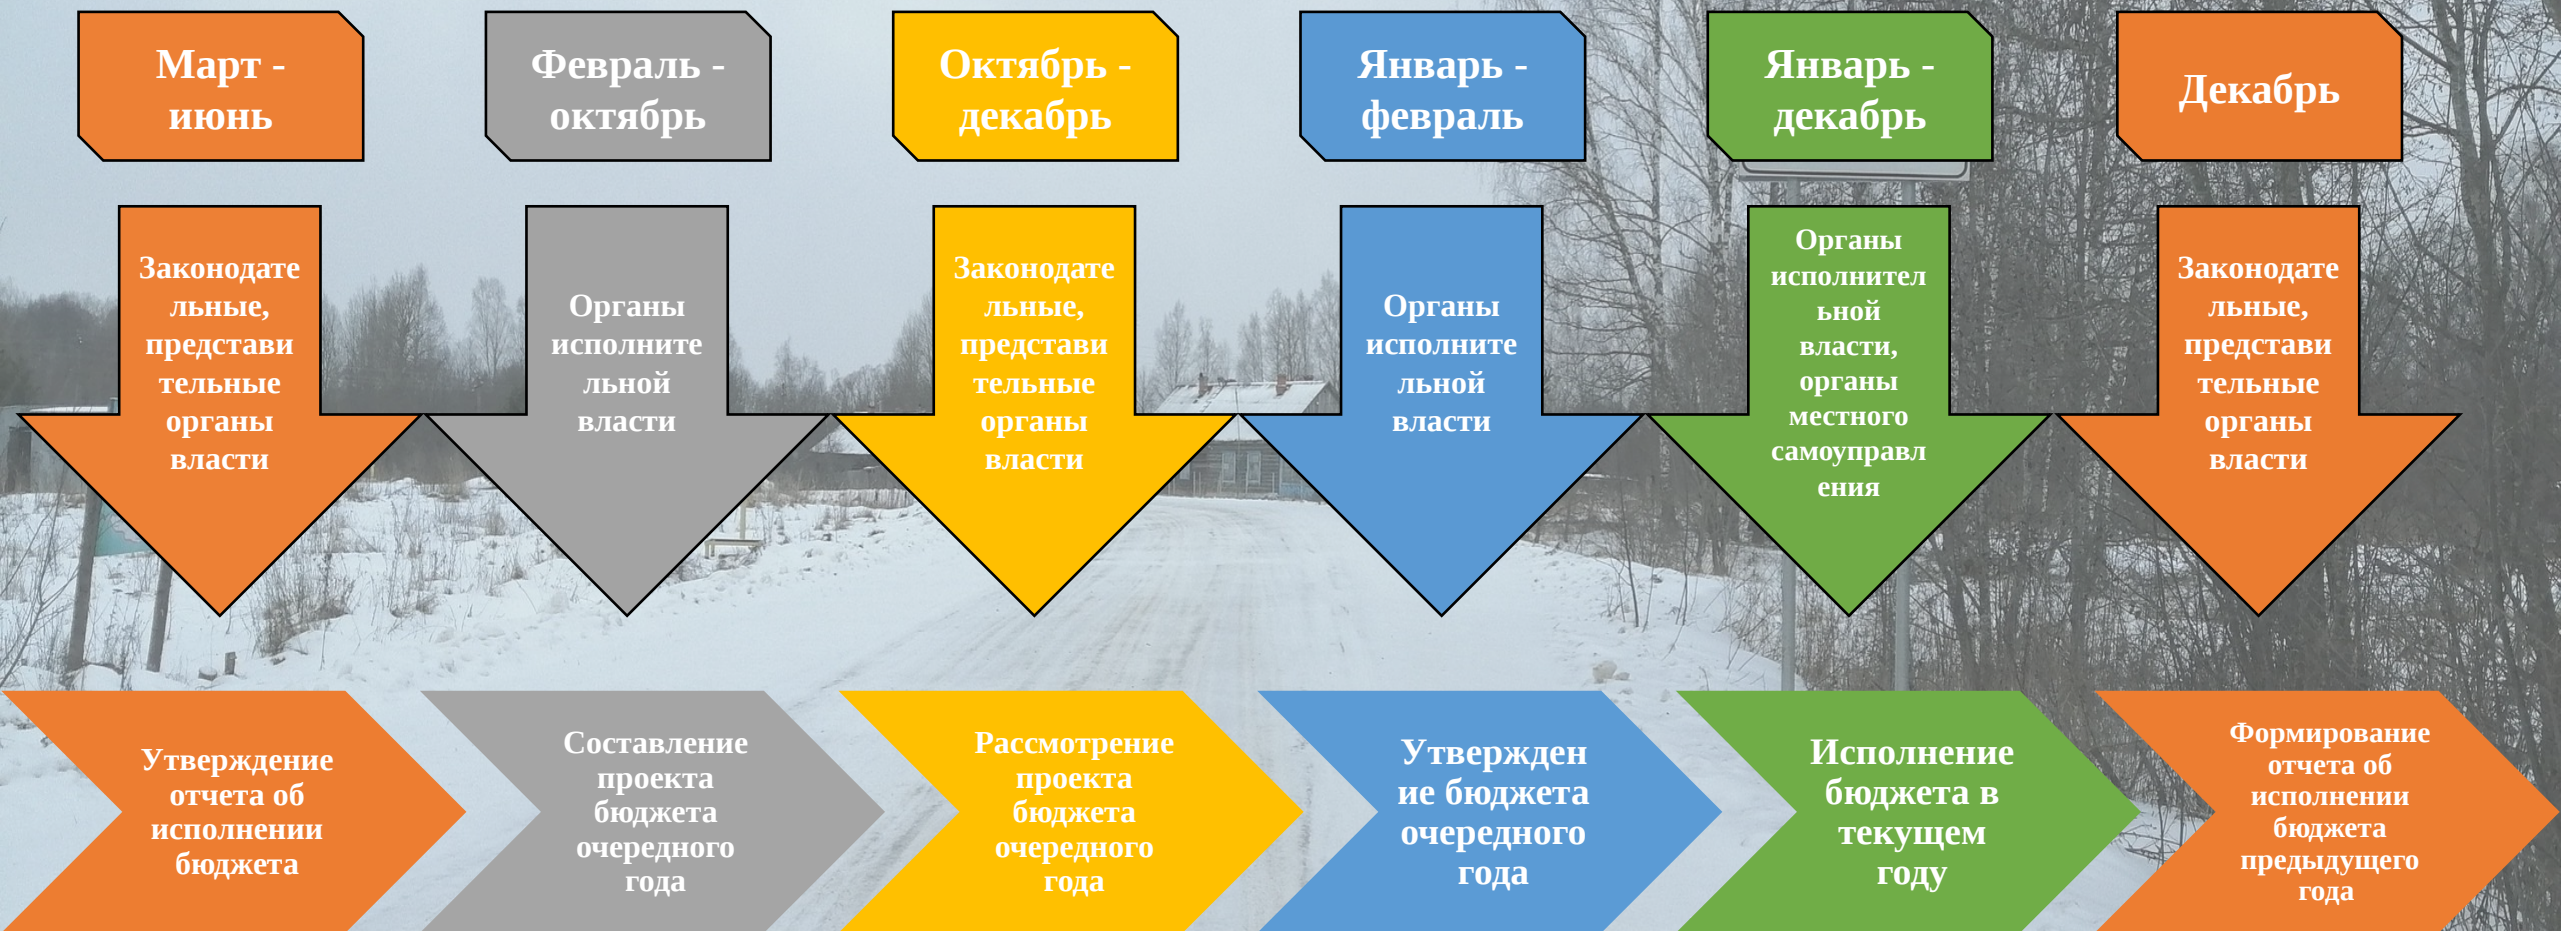 Март -
июнь
Февраль -
октябрь
Октябрь -
декабрь
Январь -
февраль
Январь -
декабрь
Декабрь
Законодате
льные,
представи
тельные
органы
власти
Органы
исполните
льной
власти
Законодате
льные,
представи
тельные
органы
власти
Органы
исполните
льной
власти
Органы
исполнител
ьной
власти,
органы
местного
самоуправл
ения
Законодате
льные,
представи
тельные
органы
власти
Утверждение
отчета об
исполнении
бюджета
Составление
проекта
бюджета
очередного
года
Рассмотрение
проекта
бюджета
очередного
года
Утвержден
ие бюджета
очередного
года
Исполнение
бюджета в
текущем
году
Формирование
отчета об
исполнении
бюджета
предыдущего
года